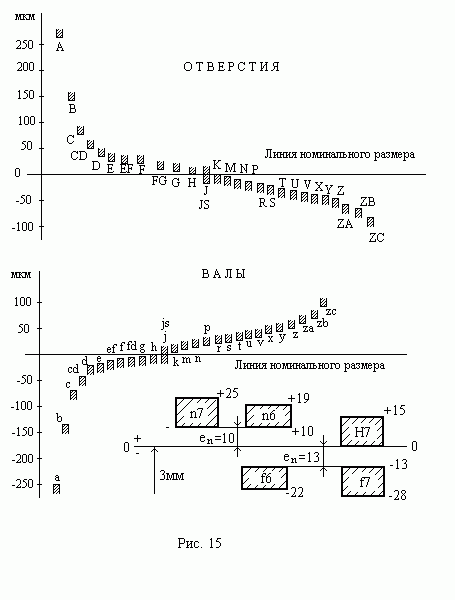 мкм
250
200
150
100
50
0
-50
-100
ОТВЕРСТИЯ
Линия номинального размера
A
B
C
CD
D
E
EF
F
FG
G
H
J
JS
K
M
N
P
R
S
T
U
V
X
Y
Z
ZA
ZB
ZC
мкм
100
50
-50
-100
-150
-200
-250
ВАЛЫ
Линия номинального размера
a
b
c
cd
d
e
ef
f
fd
g
h
js
j
k
m
n
p
r
s
t
u
v
x
y
z
za
zb
zc
n7
+25
n6
+19
+10
eн=10
H7
+15
0
+
-
0
3мм
eн=13
f6
-22
f7
-13
-28
Рис. 15